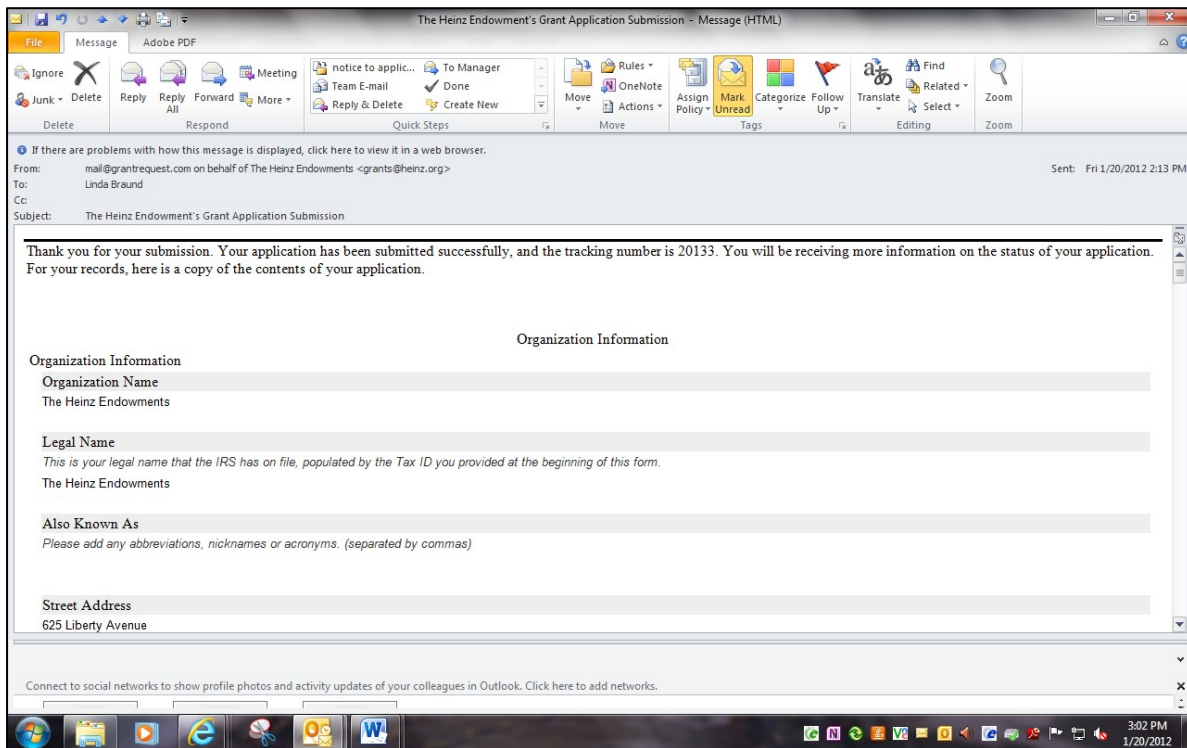 The Heinz Endowment's Grant Application Submission - Message (HTML)
File Message Adobe PDF
Ignore
Junk
Delete
Reply
Reply All
Forward
Meeting
More
notice to applic...
Team E-mail
Reply & Delete
To Manager
Done
Create New
Move
Rules
OneNote
Actions
Assign Policy
Mark Unread
Categorize
Follow Up
Translate
Find
Related
Select
Zoom
Delete Respond Quick Steps Move Tags Editing Zoom
If there are problems with how this message is displayed, click here to view it in a web browser.
From: mail@grantrequest.com on behalf of The Heinz Endowments <grants@heinz.org> Sent: Fri 1/20/2012 2:13 PM
To: Linda Braund
Cc:
Subject: The Heinz Endowment's Grant Application Submission
Thank you for your submission. Your application has been submitted successfully, and the tracking number is 20133. You will be receiving more information on the status of your application.
For your records, here is a copy of the contents of your application.
Organization Information
Organization Information
Organization Name
The Heinz Endowments
Legal Name
This is your legal name that the IRS has on file, populated by the Tax ID you provided at the beginning of this form.
The Heinz Endowments
Also Known As
Please add any abbreviations, nicknames or acronyms. (separated by commas)
Street Address
625 Liberty Avenue
Connect to social networks to show profile photos and activity updates of your colleagues in Outlook. Click here to add networks.
3:02 PM
1/20/2012